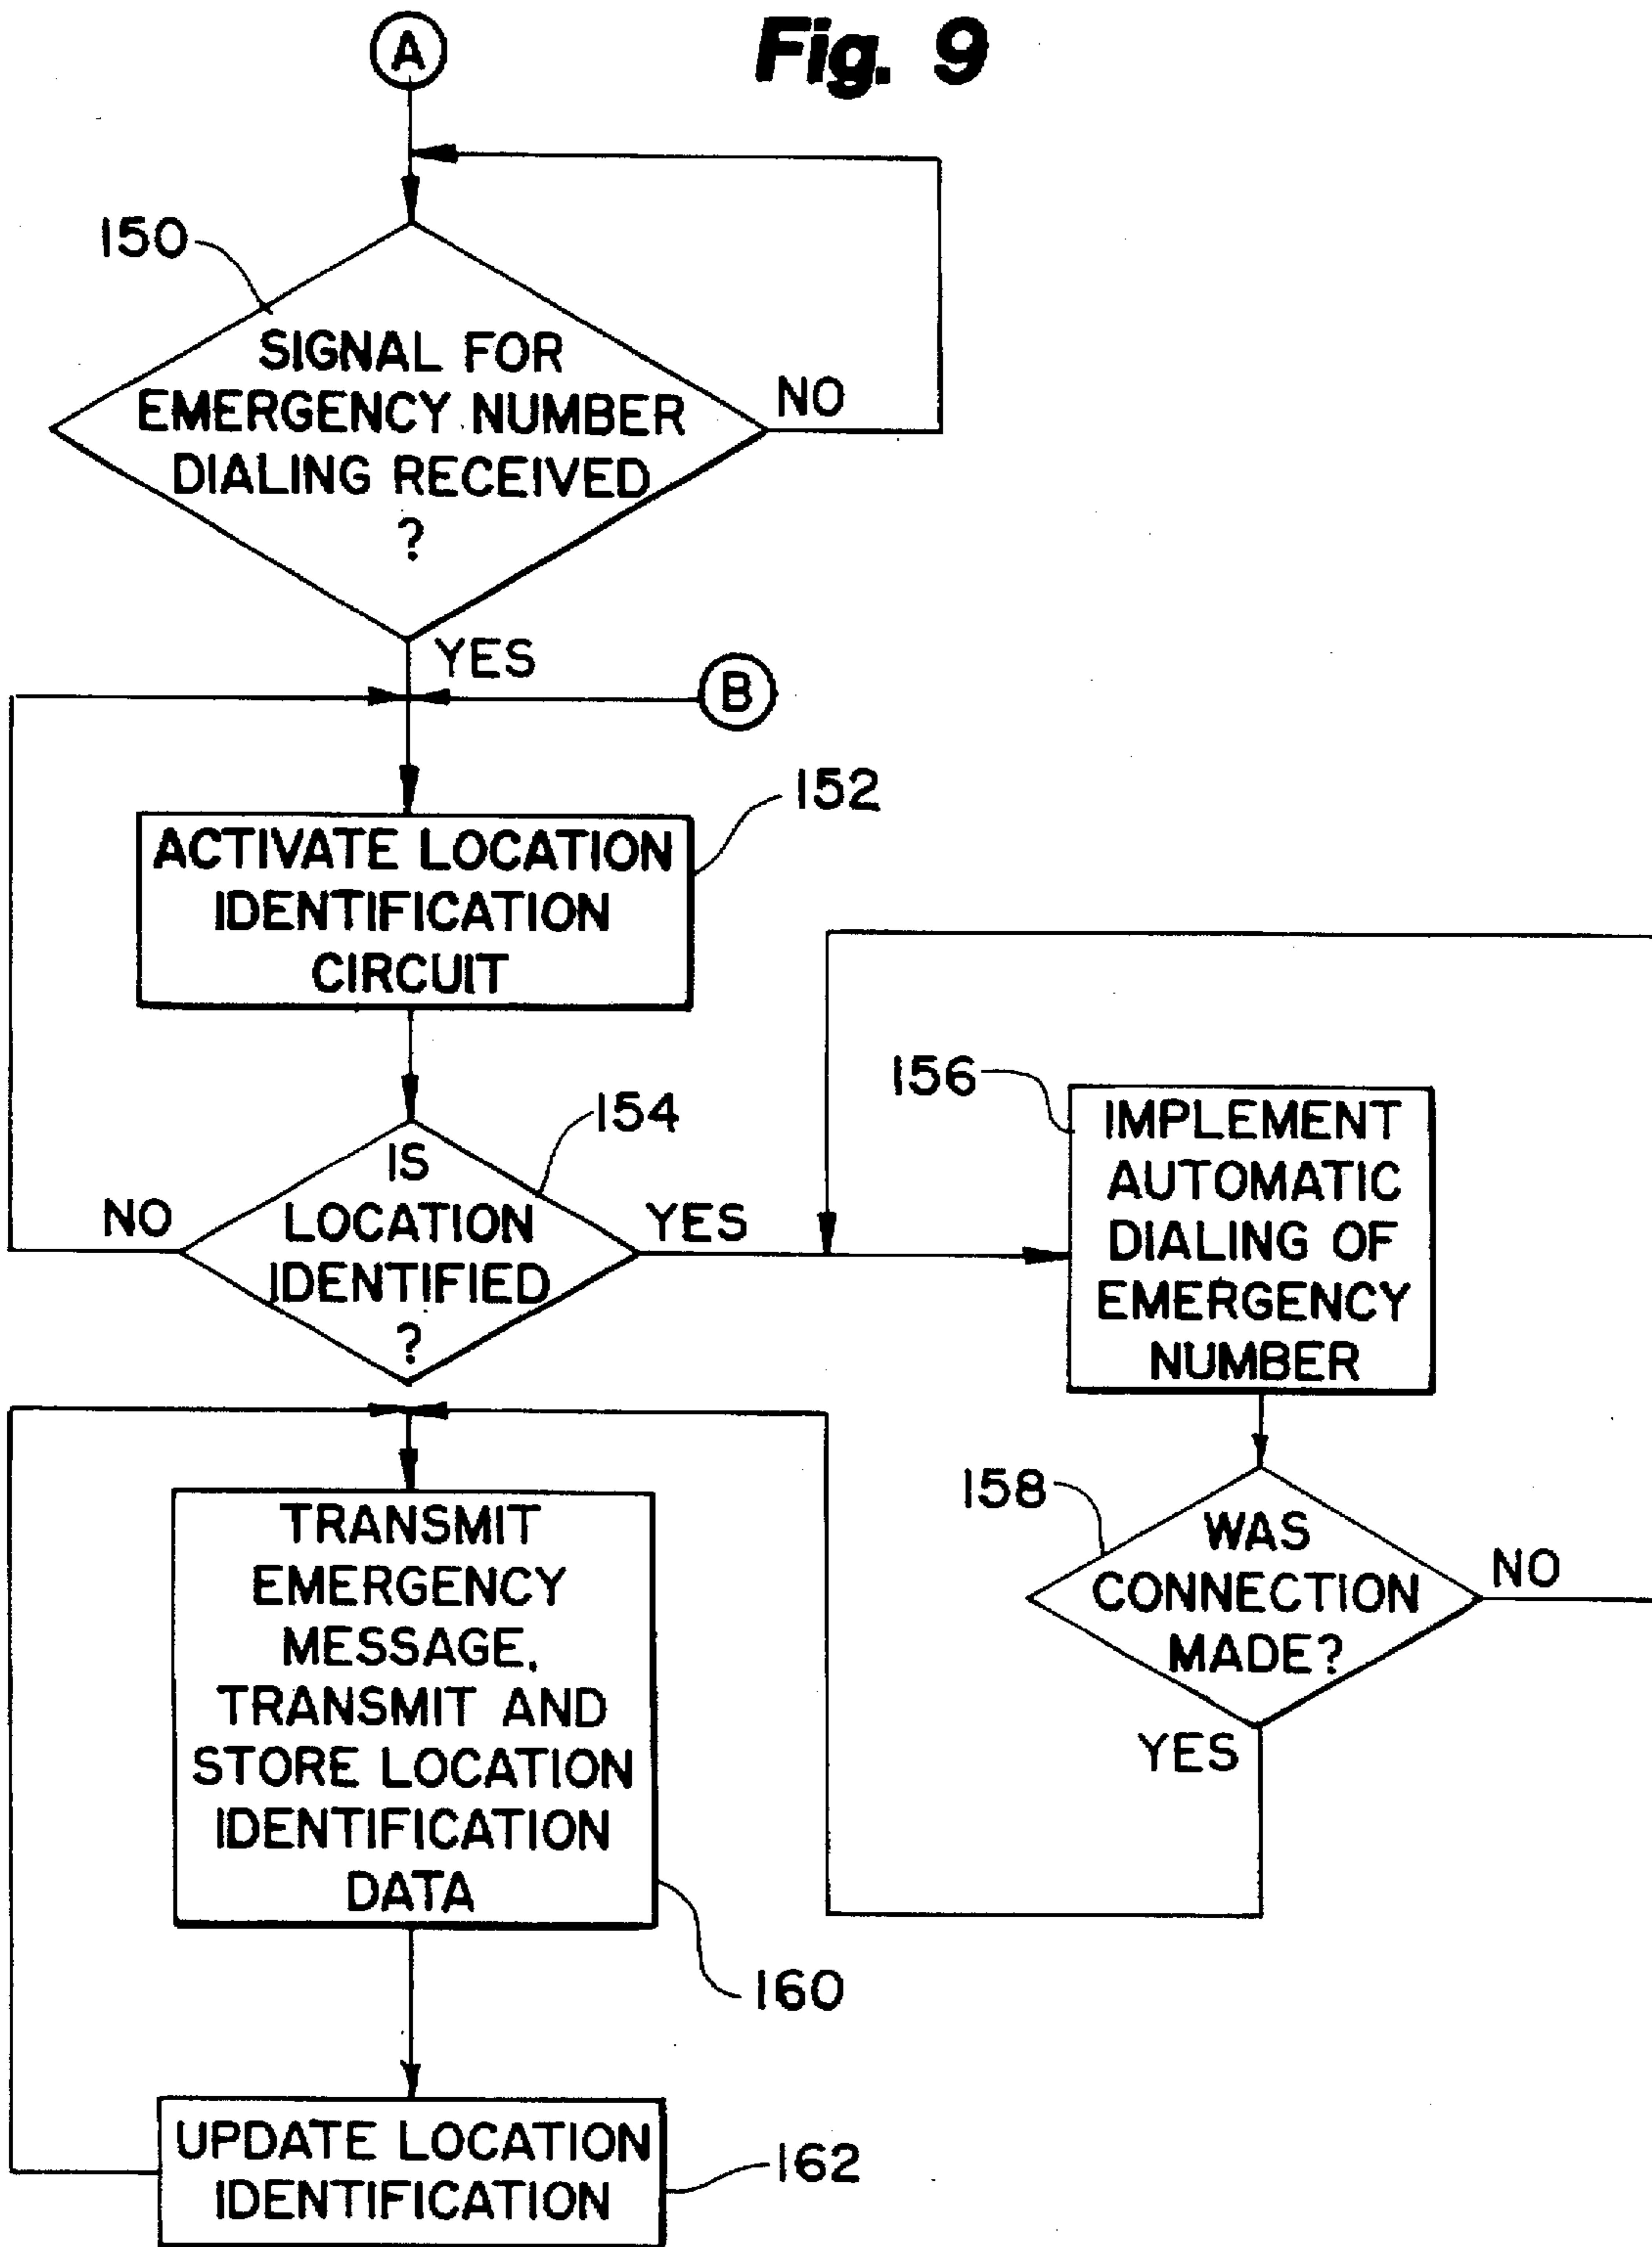 Fig. 9
A
150
SIGNAL FOR
EMERGENCY NUMBER
DIALING RECEIVED
?
NO
YES
B
152
ACTIVATE LOCATION
IDENTIFICATION
CIRCUIT
154
IS
LOCATION
IDENTIFIED
?
NO
YES
156
IMPLEMENT
AUTOMATIC
DIALING OF
EMERGENCY
NUMBER
158
WAS
CONNECTION
MADE?
NO
YES
TRANSMIT
EMERGENCY
MESSAGE,
TRANSMIT AND
STORE LOCATION
IDENTIFICATION
DATA
160
UPDATE LOCATION
IDENTIFICATION
162